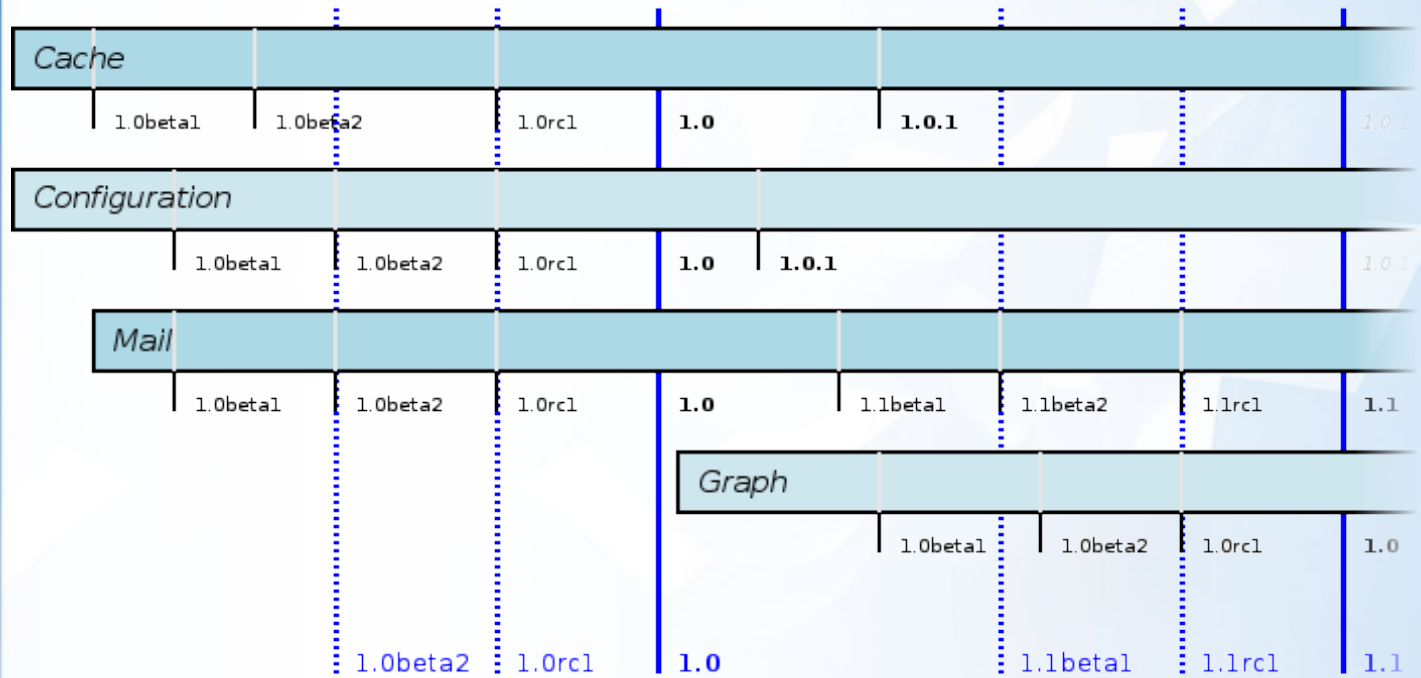 Cache
1.0beta1 1.0beta2 1.0rc1 1.0 1.0.1 1.0.1
Configuration
1.0beta1 1.0beta2 1.0rc1 1.0 1.0.1 1.0.1
Mail
1.0beta1 1.0beta2 1.0rc1 1.0 1.1beta1 1.1beta2 1.1rc1 1.1
Graph
1.0beta1 1.0beta2 1.0rc1 1.0
1.0beta2 1.0rc1 1.0 1.1beta1 1.1rc1 1.1